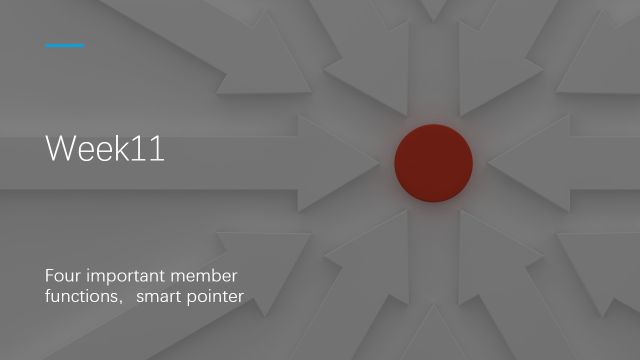 Week11
Four important member
functions，smart pointer